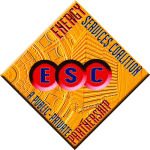 ENERGY
SERVICES COALITION
ESC
A PUBLIC-PRIVATE
PARTNERSHIP